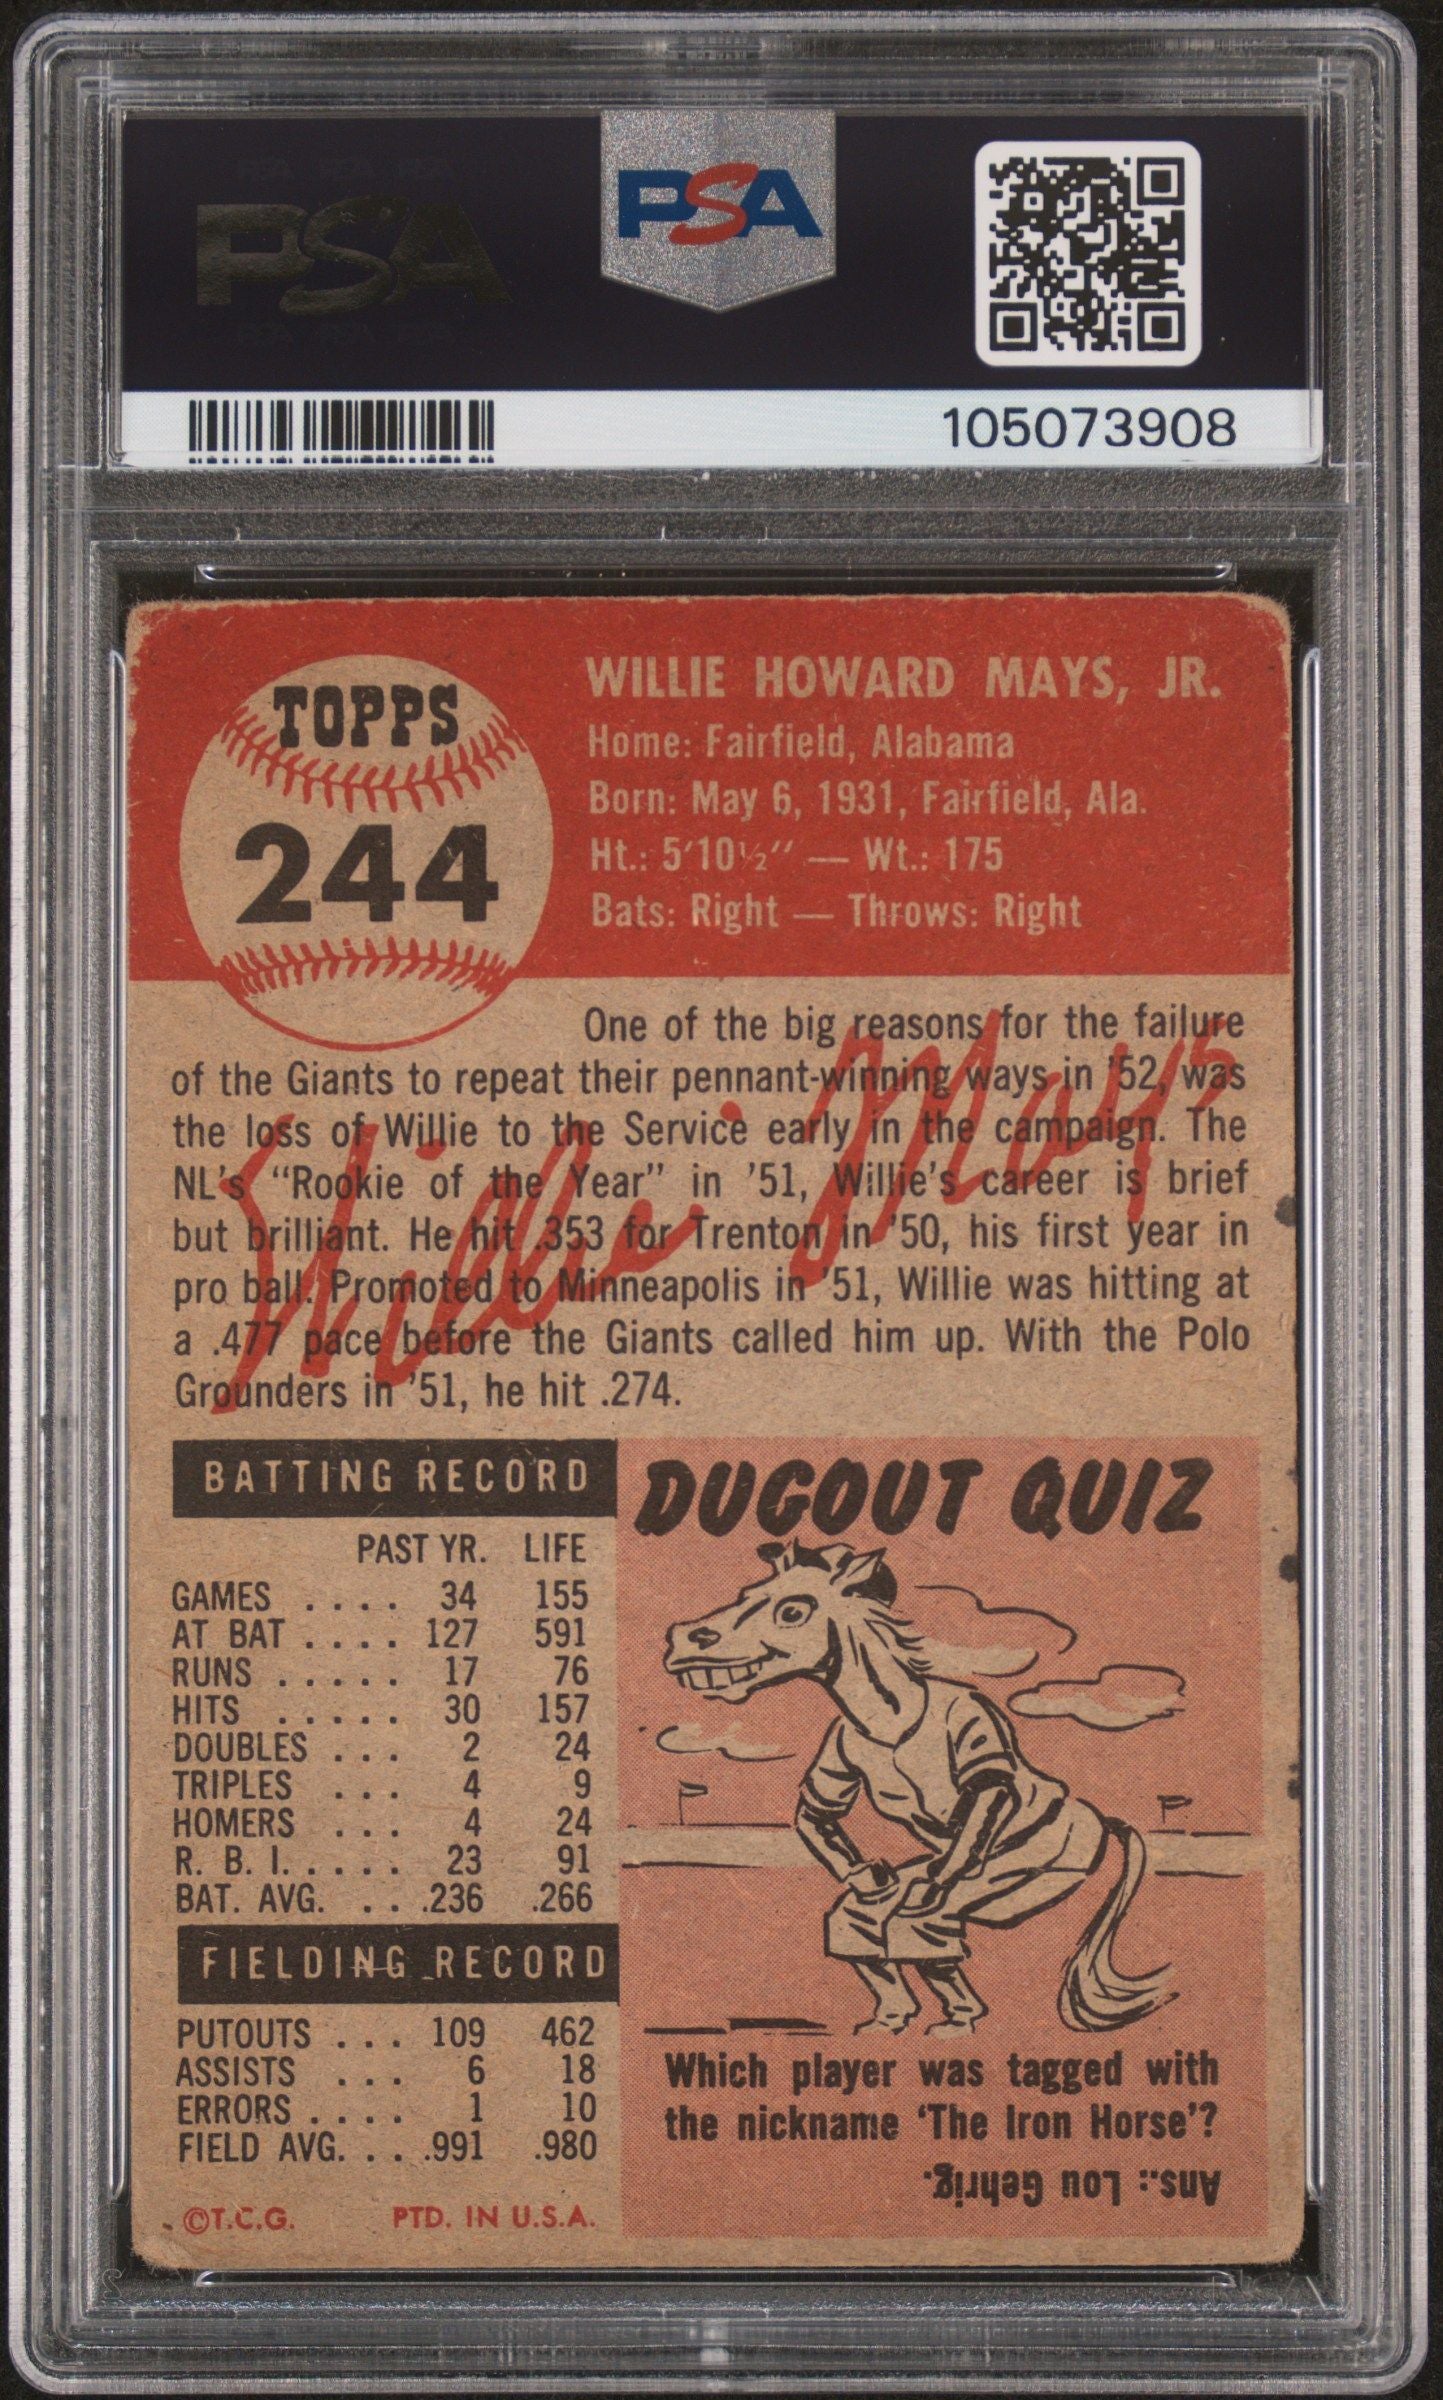 PSA
PSA
105073908
TOPPS
244
WILLIE HOWARD MAYS, JR.
Home: Fairfield, Alabama
Born: May 6, 1931, Fairfield, Ala.
Ht.: 5'10½" — Wt.: 175
Bats: Right — Throws: Right
One of the big reasons for the failure
of the Giants to repeat their pennant-winning ways in '52, was
the loss of Willie to the Service early in the campaign. The
NL's "Rookie of the Year" in '51, Willie's career is brief
but brilliant. He hit .353 for Trenton in '50, his first year in
pro ball. Promoted to Minneapolis in '51, Willie was hitting at
a .477 pace before the Giants called him up. With the Polo
Grounders in '51, he hit .274.
Willie Mays
BATTING RECORD
PAST YR. LIFE
GAMES .... 34 155
AT BAT .... 127 591
RUNS ..... 17 76
HITS ..... 30 157
DOUBLES ... 2 24
TRIPLES ... 4 9
HOMERS ... 4 24
R. B. I. .... 23 91
BAT. AVG. .. .236 .266
FIELDING RECORD
PUTOUTS ... 109 462
ASSISTS ... 6 18
ERRORS .... 1 10
FIELD AVG. .. .991 .980
©T.C.G. PTD. IN U.S.A.
DUGOUT QUIZ
Which player was tagged with
the nickname 'The Iron Horse'?
Ans.: Lou Gehrig.